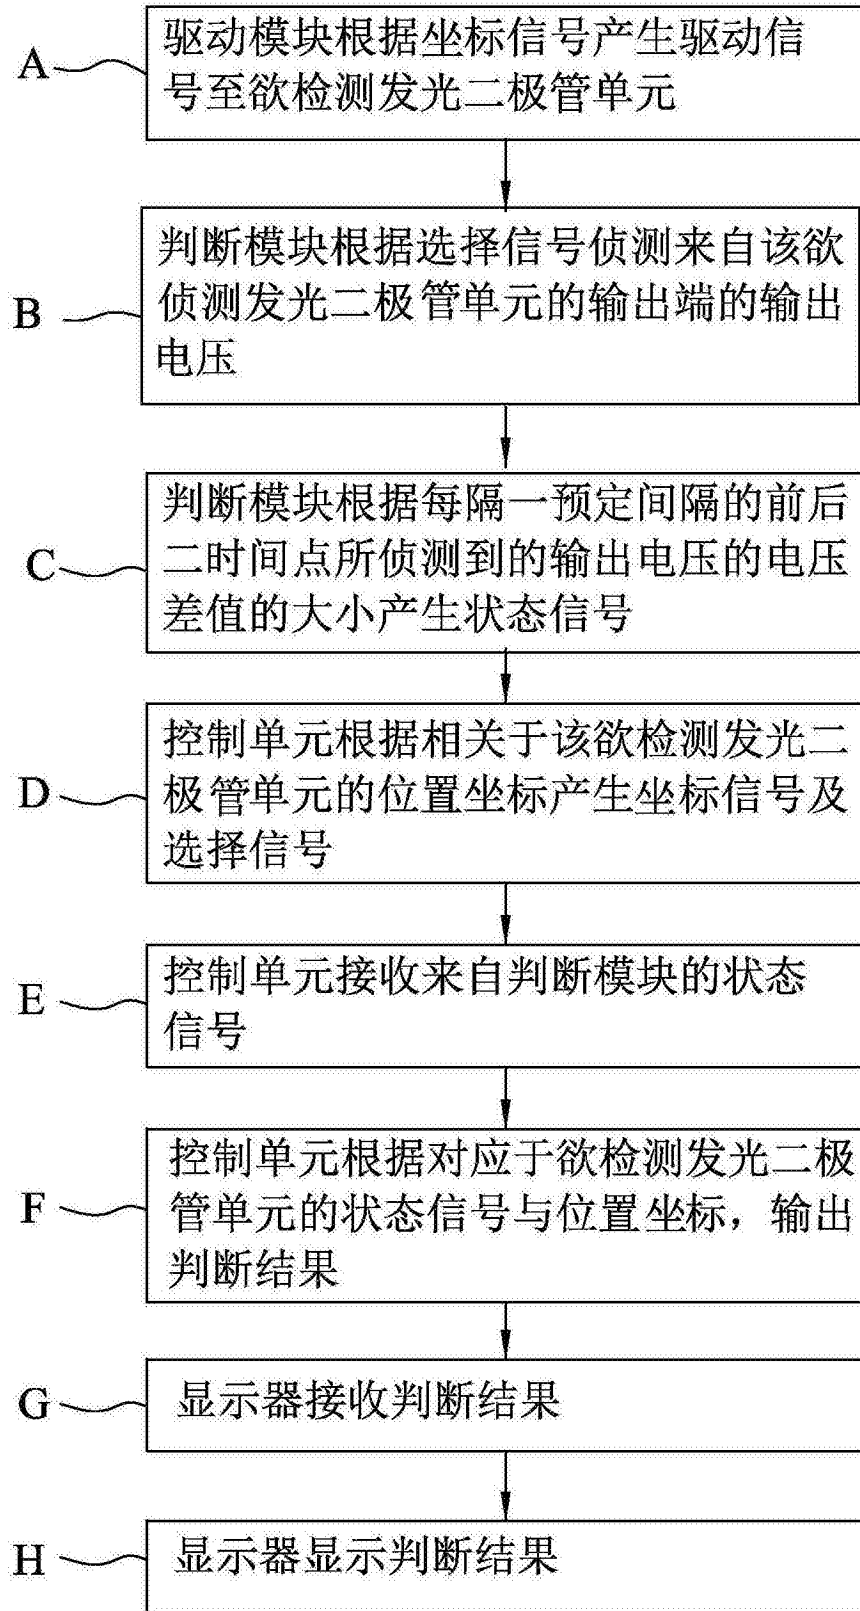 A
驱动模块根据坐标信号产生驱动信
号至欲检测发光二极管单元
B
判断模块根据选择信号侦测来自该欲
侦测发光二极管单元的输出端的输出
电压
C
判断模块根据每隔一预定间隔的前后
二时间点所侦测到的输出电压的电压
差值的大小产生状态信号
D
控制单元根据相关于该欲检测发光二
极管单元的位置坐标产生坐标信号及
选择信号
E
控制单元接收来自判断模块的状态
信号
F
控制单元根据对应于欲检测发光二极
管单元的状态信号与位置坐标，输出
判断结果
G
显示器接收判断结果
H
显示器显示判断结果